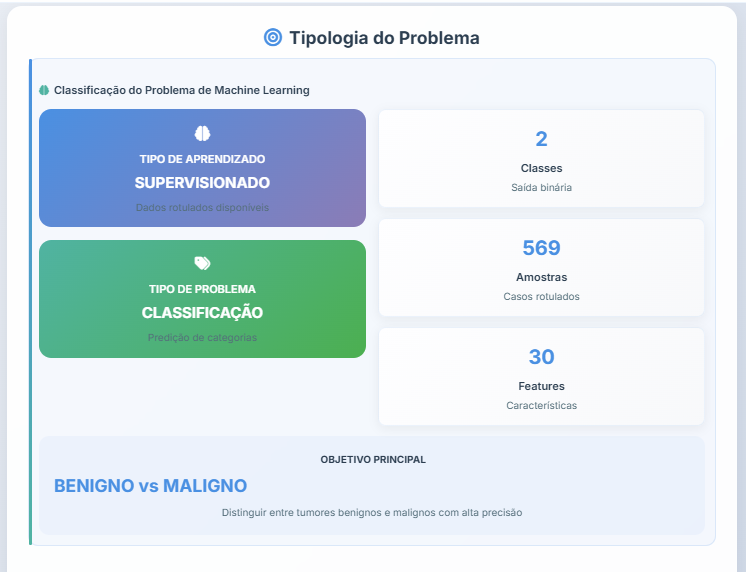 Tipologia do Problema
Classificação do Problema de Machine Learning
TIPO DE APRENDIZADO
SUPERVISIONADO
Dados rotulados disponíveis
TIPO DE PROBLEMA
CLASSIFICAÇÃO
Predição de categorias
2
Classes
Saída binária
569
Amostras
Casos rotulados
30
Features
Características
OBJETIVO PRINCIPAL
BENIGNO vs MALIGNO
Distinguir entre tumores benignos e malignos com alta precisão